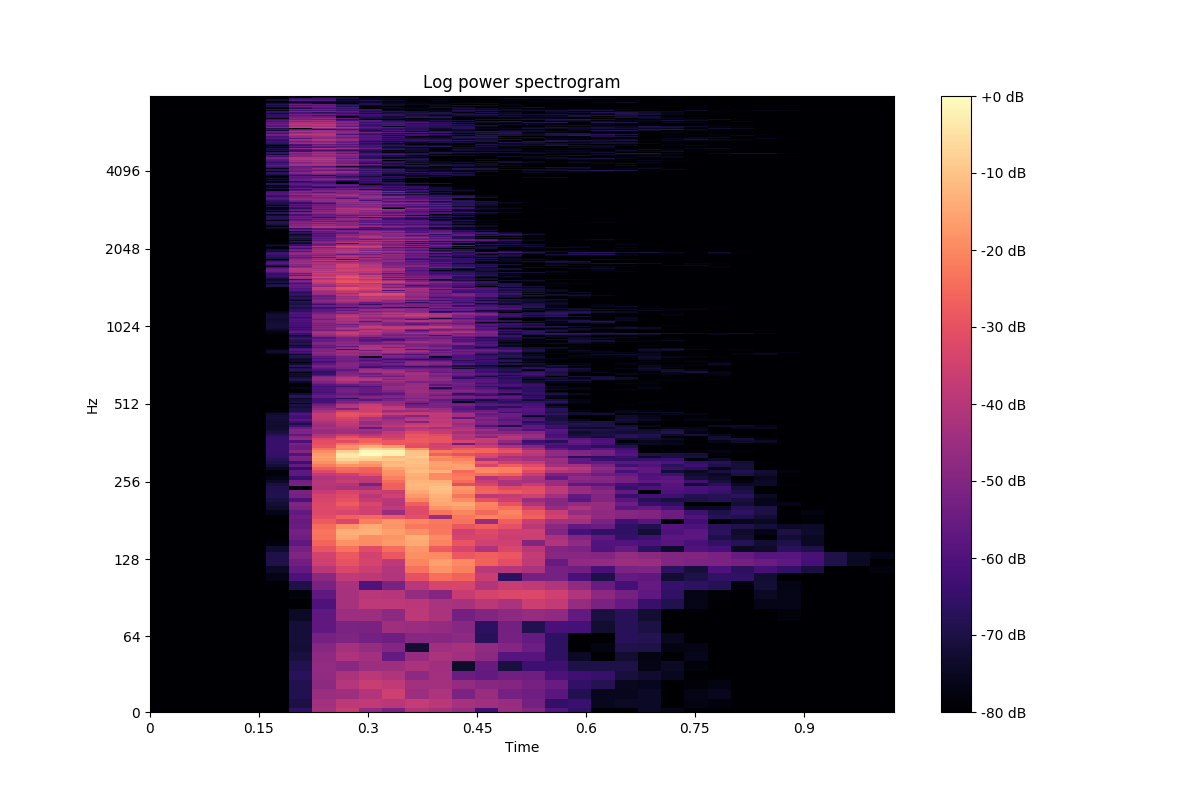 Log power spectrogram
Hz
4096
2048
1024
512
256
128
64
0
0 0.15 0.3 0.45 0.6 0.75 0.9
Time
+0 dB
-10 dB
-20 dB
-30 dB
-40 dB
-50 dB
-60 dB
-70 dB
-80 dB